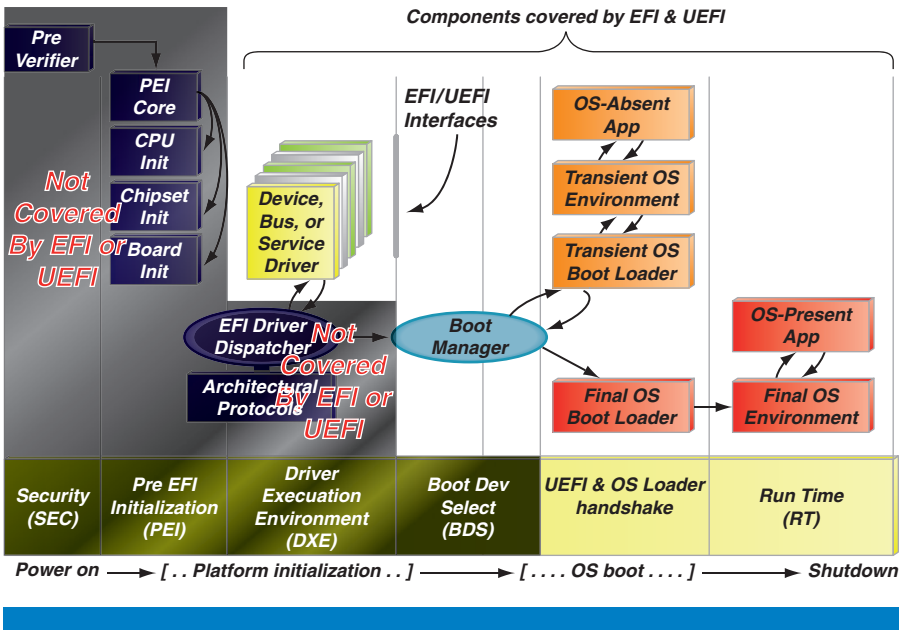 Components covered by EFI & UEFI
Pre
Verifier
PEI
Core
CPU
Init
Chipset
Init
Board
Init
Not
Covered
By EFI or
UEFI
Device,
Bus, or
Service
Driver
EFI/UEFI
Interfaces
OS-Absent
App
Transient OS
Environment
Transient OS
Boot Loader
EFI Driver
Dispatcher
Architectural
Protocols
Not
Covered
By EFI or
UEFI
Boot
Manager
OS-Present
App
Final OS
Boot Loader
Final OS
Environment
Security
(SEC)
Pre EFI
Initialization
(PEI)
Driver
Execuation
Environment
(DXE)
Boot Dev
Select
(BDS)
UEFI & OS Loader
handshake
Run Time
(RT)
Power on [ . . Platform initialization . . ] [ . . . . OS boot . . . . ] Shutdown